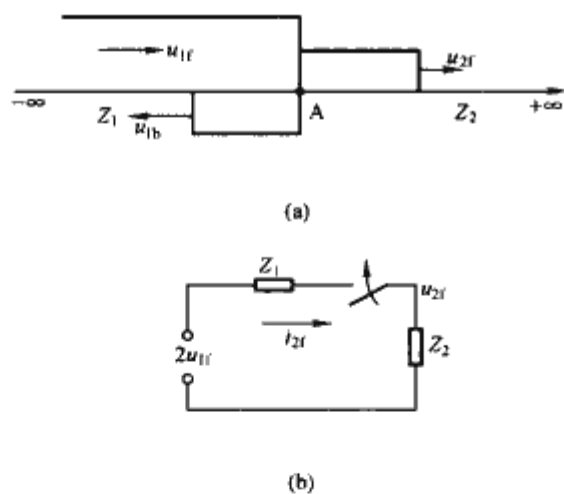 u1f
u2f
−∞ Z1 u1b A Z2 +∞
(a)
Z1
u2f
i2f
2u1f
Z2
(b)